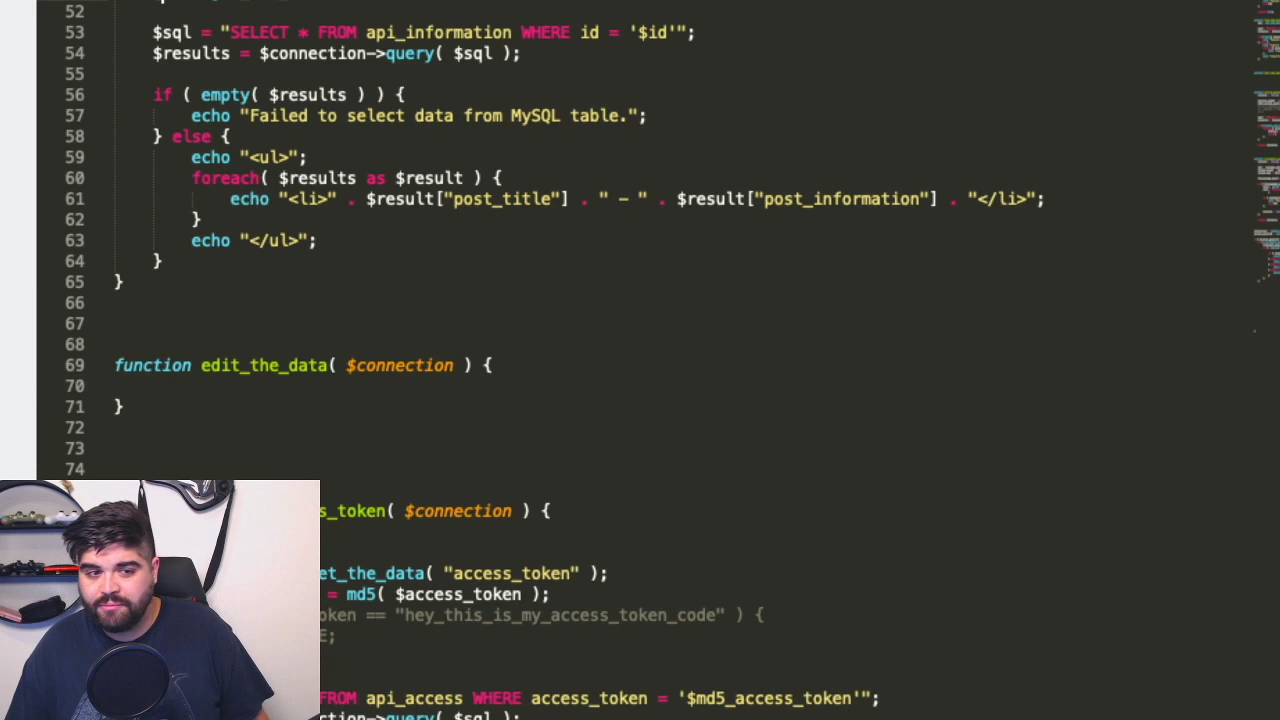 52
53 $sql = "SELECT * FROM api_information WHERE id = '$id'";
54 $results = $connection->query( $sql );
55
56 if ( empty( $results ) ) {
57 echo "Failed to select data from MySQL table.";
58 } else {
59 echo "<ul>";
60 foreach( $results as $result ) {
61 echo "<li>" . $result["post_title"] . " - " . $result["post_information"] . "</li>";
62 }
63 echo "</ul>";
64 }
65 }
66
67
68
69 function edit_the_data( $connection ) {
70
71 }
72
73
74
s_token( $connection ) {
et_the_data( "access_token" );
= md5( $access_token );
oken == "hey_this_is_my_access_token_code" ) {
E;
FROM api_access WHERE access_token = '$md5_access_token'";
ction->query( $sql );